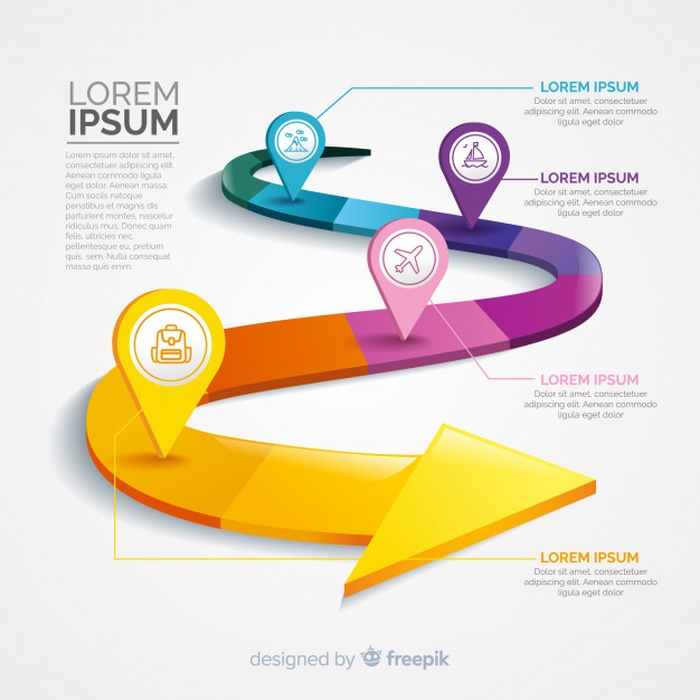 LOREM
IPSUM
Lorem ipsum dolor sit amet,
consectetuer adipiscing elit.
Aenean commodo ligula eget
dolor. Aenean massa.
Cum sociis natoque
penatibus et magnis dis
parturient montes, nascetur
ridiculus mus. Donec quam
felis, ultricies nec,
pellentesque eu, pretium
quis, sem. Nulla consequat
massa quis enim.
LOREM IPSUM
Dolor sit amet, consectetuer
adipiscing elit. Aenean commodo
ligula eget dolor
LOREM IPSUM
Dolor sit amet, consectetuer
adipiscing elit. Aenean commodo
ligula eget dolor
LOREM IPSUM
Dolor sit amet, consectetuer
adipiscing elit. Aenean commodo
ligula eget dolor
LOREM IPSUM
Dolor sit amet, consectetuer
adipiscing elit. Aenean commodo
ligula eget dolor
designed by freepik